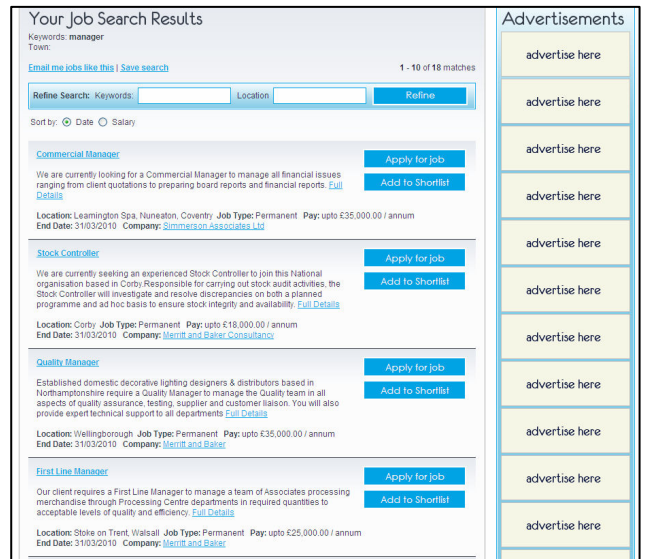 Your Job Search Results
Keywords: manager
Town:
Email me jobs like this | Save search
1 - 10 of 18 matches
Refine Search: Keywords: Location Refine
Sort by: Date Salary
Commercial Manager
Apply for job
We are currently looking for a Commercial Manager to manage all financial issues
ranging from client quotations to preparing board reports and financial reports. Full
Details
Add to Shortlist
Location: Leamington Spa, Nuneaton, Coventry Job Type: Permanent Pay: upto £35,000.00 / annum
End Date: 31/03/2010 Company: Simmerson Associates Ltd
Stock Controller
Apply for job
We are currently seeking an experienced Stock Controller to join this National
organisation based in Corby.Responsible for carrying out stock audit activities, the
Stock Controller will investigate and resolve discrepancies on both a planned
programme and ad hoc basis to ensure stock integrity and availability. Full Details
Add to Shortlist
Location: Corby Job Type: Permanent Pay: upto £18,000.00 / annum
End Date: 31/03/2010 Company: Merritt and Baker Consultancy
Quality Manager
Apply for job
Established domestic decorative lighting designers & distributors based in
Northamptonshire require a Quality Manager to manage the Quality team in all
aspects of quality assurance, testing, supplier and customer liaison. You will also
provide expert technical support to all departments Full Details
Add to Shortlist
Location: Wellingborough Job Type: Permanent Pay: upto £35,000.00 / annum
End Date: 31/03/2010 Company: Merritt and Baker
First Line Manager
Apply for job
Our client requires a First Line Manager to manage a team of Associates processing
merchandise through Processing Centre departments in required quantities to
acceptable levels of quality and efficiency. Full Details
Add to Shortlist
Location: Stoke on Trent, Walsall Job Type: Permanent Pay: upto £25,000.00 / annum
End Date: 31/03/2010 Company: Merritt and Baker
Advertisements
advertise here
advertise here
advertise here
advertise here
advertise here
advertise here
advertise here
advertise here
advertise here
advertise here
advertise here